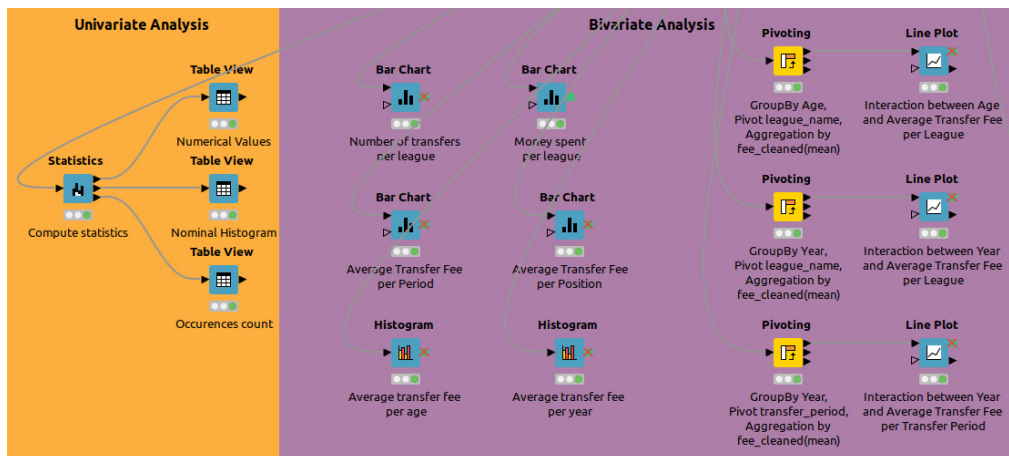 Univariate Analysis
Bivariate Analysis
Table View
Numerical Values
Statistics
Compute statistics
Table View
Nominal Histogram
Table View
Occurences count
Bar Chart
Number of transfers
per league
Bar Chart
Money spent
per league
Bar Chart
Average Transfer Fee
per Period
Bar Chart
Average Transfer Fee
per Position
Histogram
Average transfer fee
per age
Histogram
Average transfer fee
per year
Pivoting
GroupBy Age,
Pivot league_name,
Aggregation by
fee_cleaned(mean)
Line Plot
Interaction between Age
and Average Transfer Fee
per League
Pivoting
GroupBy Year,
Pivot league_name,
Aggregation by
fee_cleaned(mean)
Line Plot
Interaction between Year
and Average Transfer Fee
per League
Pivoting
GroupBy Year,
Pivot transfer_period,
Aggregation by
fee_cleaned(mean)
Line Plot
Interaction between Year
and Average Transfer Fee
per Transfer Period